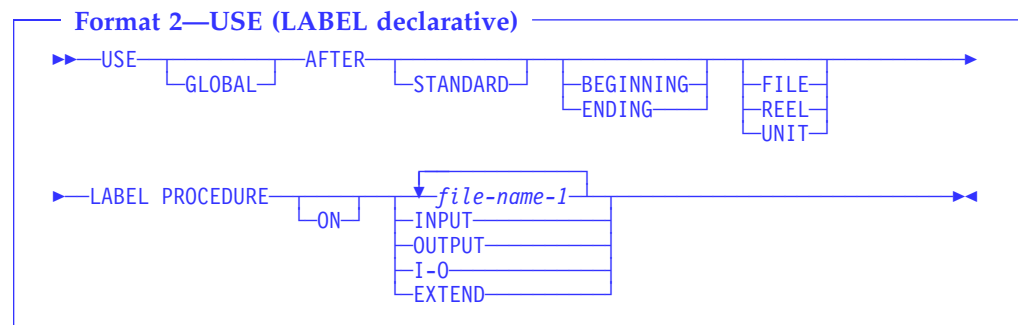 Format 2—USE (LABEL declarative)
USE AFTER
GLOBAL STANDARD BEGINNING FILE
ENDING REEL
UNIT
LABEL PROCEDURE file-name-1
ON INPUT
OUTPUT
I-O
EXTEND